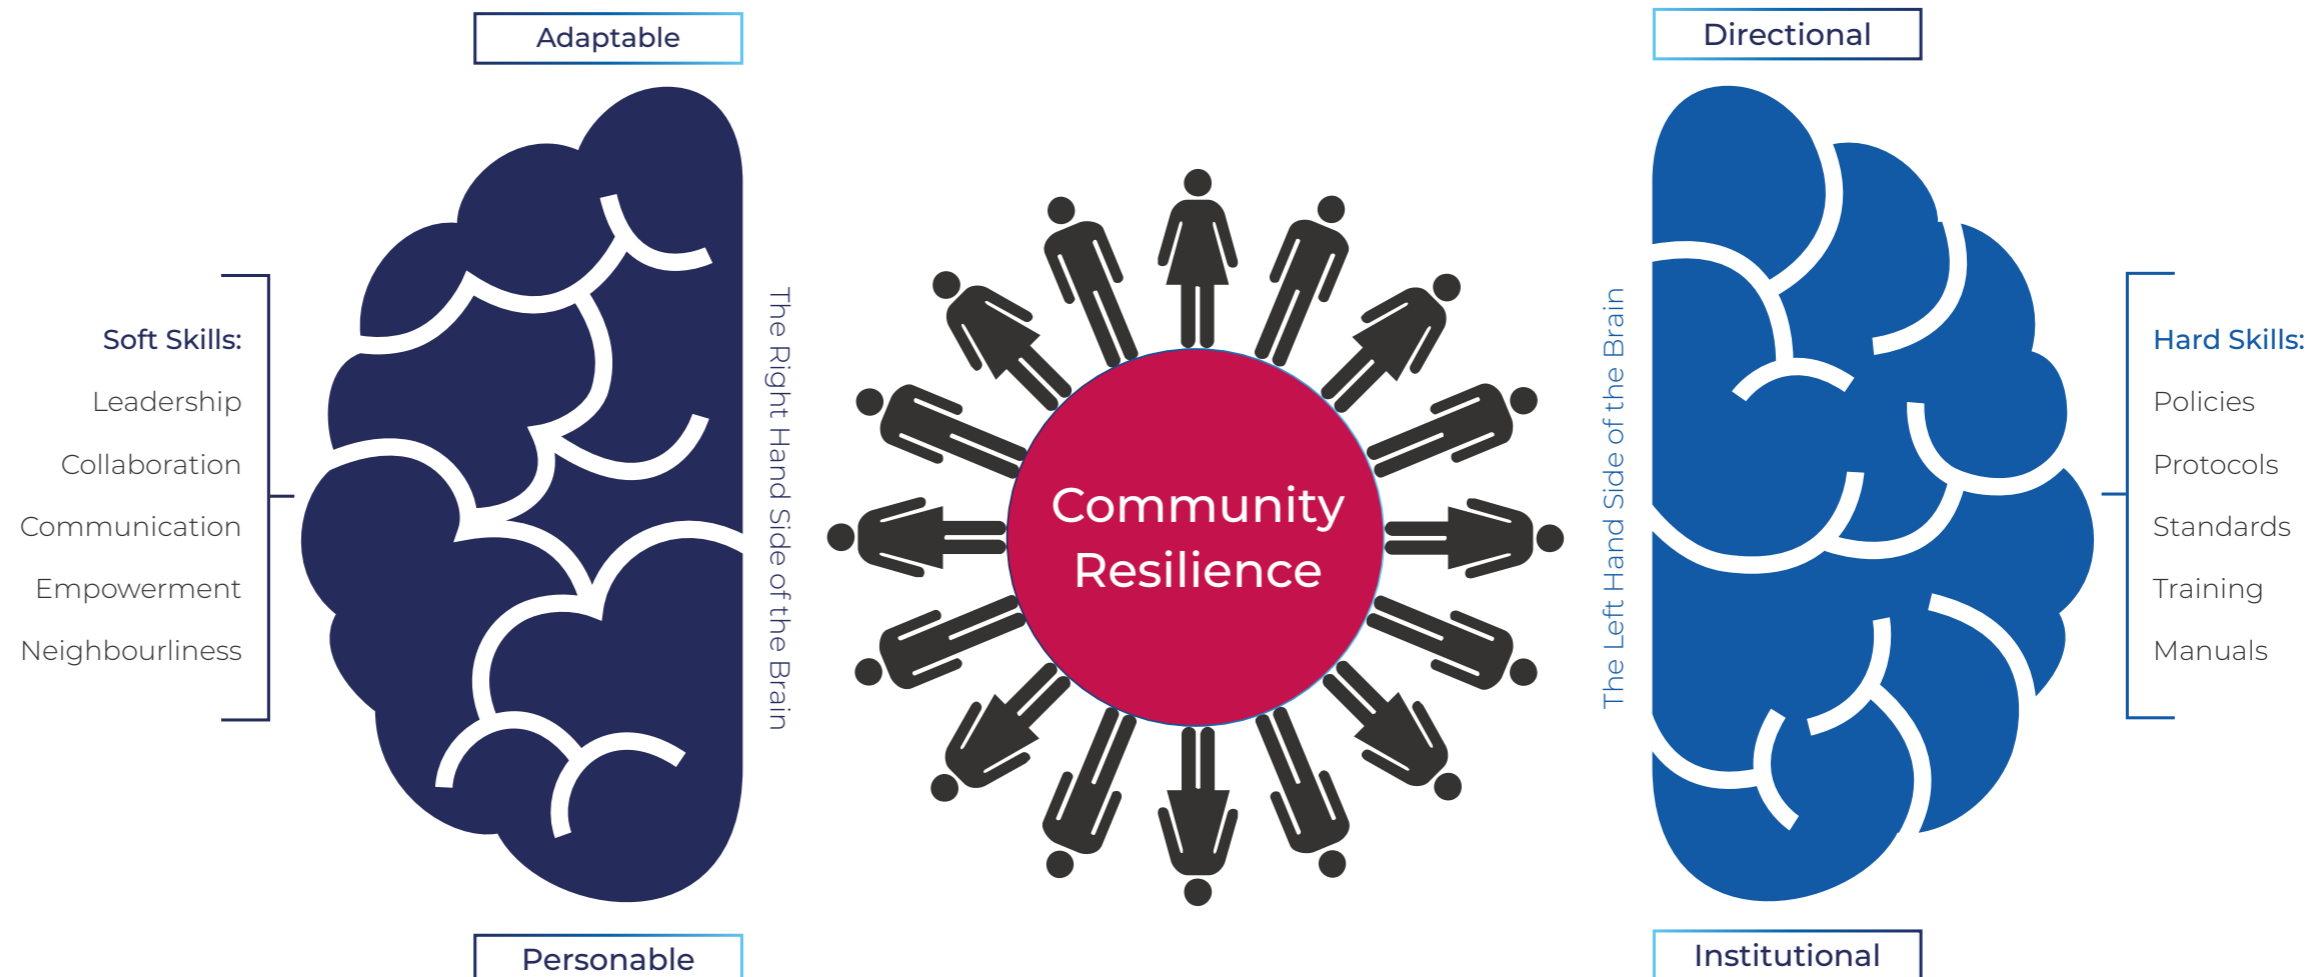 Adaptable
Soft Skills:
Leadership
Collaboration
Communication
Empowerment
Neighbourliness
The Right Hand Side of the Brain
Personable
Community
Resilience
Directional
The Left Hand Side of the Brain
Hard Skills:
Policies
Protocols
Standards
Training
Manuals
Institutional